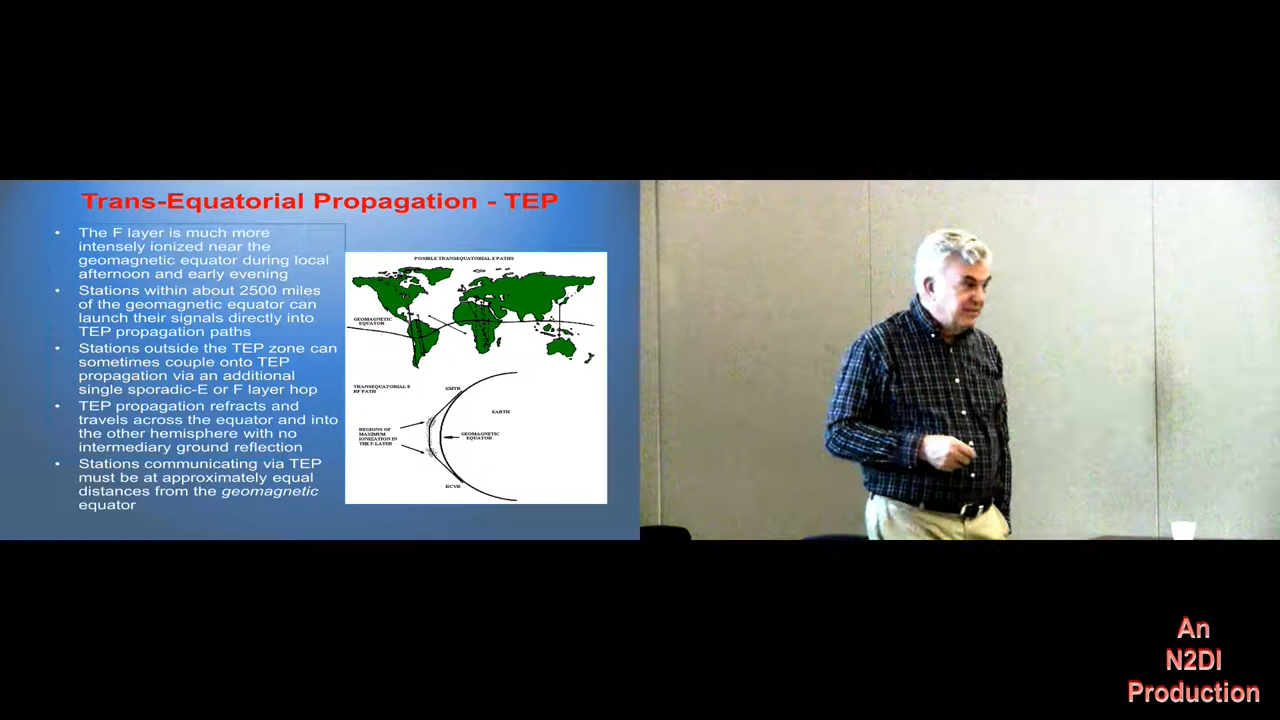 Trans-Equatorial Propagation - TEP
• The F layer is much more
intensely ionized near the
geomagnetic equator during local
afternoon and early evening
• Stations within about 2500 miles
of the geomagnetic equator can
launch their signals directly into
TEP propagation paths
• Stations outside the TEP zone can
sometimes couple onto TEP
propagation via an additional
single sporadic-E or F layer hop
• TEP propagation refracts and
travels across the equator and into
the other hemisphere with no
intermediary ground reflection
• Stations communicating via TEP
must be at approximately equal
distances from the geomagnetic
equator
POSIBLE TRANSEQUATORIAL E PATHS
GEOMAGNETIC
EQUATOR
TRANSEQUATORIAL E
RF PATH
XMTR
EARTH
REGIONS OF
MAXIMUM
IONIZATION IN
THE F-LAYER
GEOMAGNETIC
EQUATOR
RCVR
An
N2DI
Production